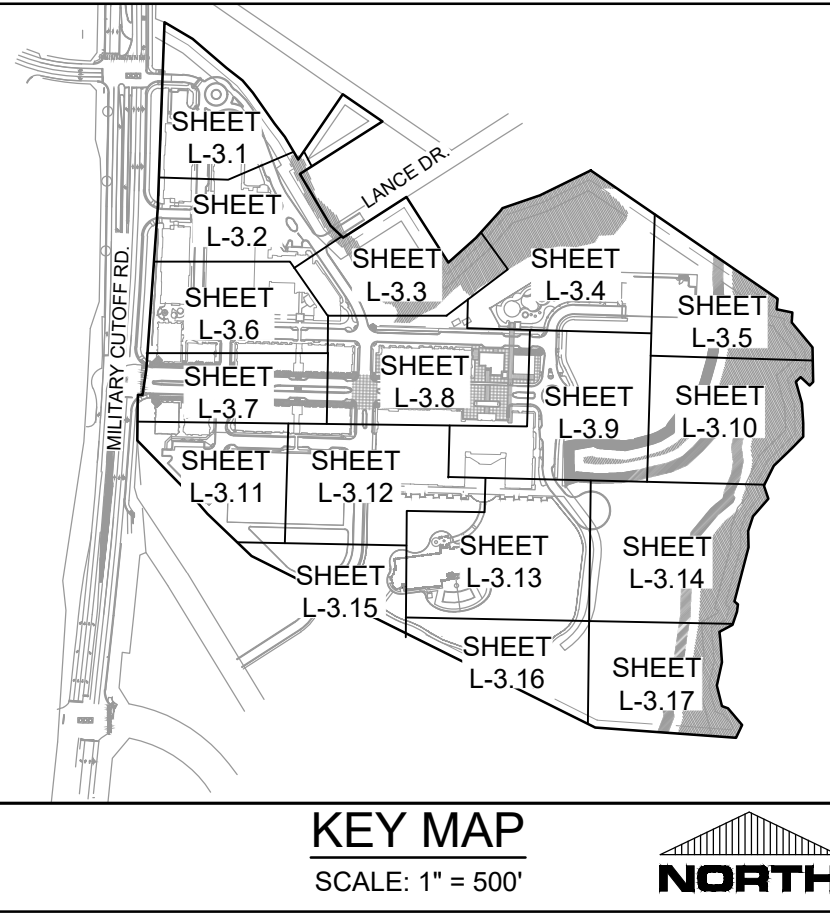 SHEET
L-3.1
LANCE DR.
SHEET
L-3.2
MILITARY CUTOFF RD.
SHEET
L-3.3
SHEET
L-3.4
SHEET
L-3.5
SHEET
L-3.6
SHEET
L-3.7
SHEET
L-3.8
SHEET
L-3.9
SHEET
L-3.10
SHEET
L-3.11
SHEET
L-3.12
SHEET
L-3.13
SHEET
L-3.14
SHEET
L-3.15
SHEET
L-3.16
SHEET
L-3.17
KEY MAP
SCALE: 1" = 500'
NORTH